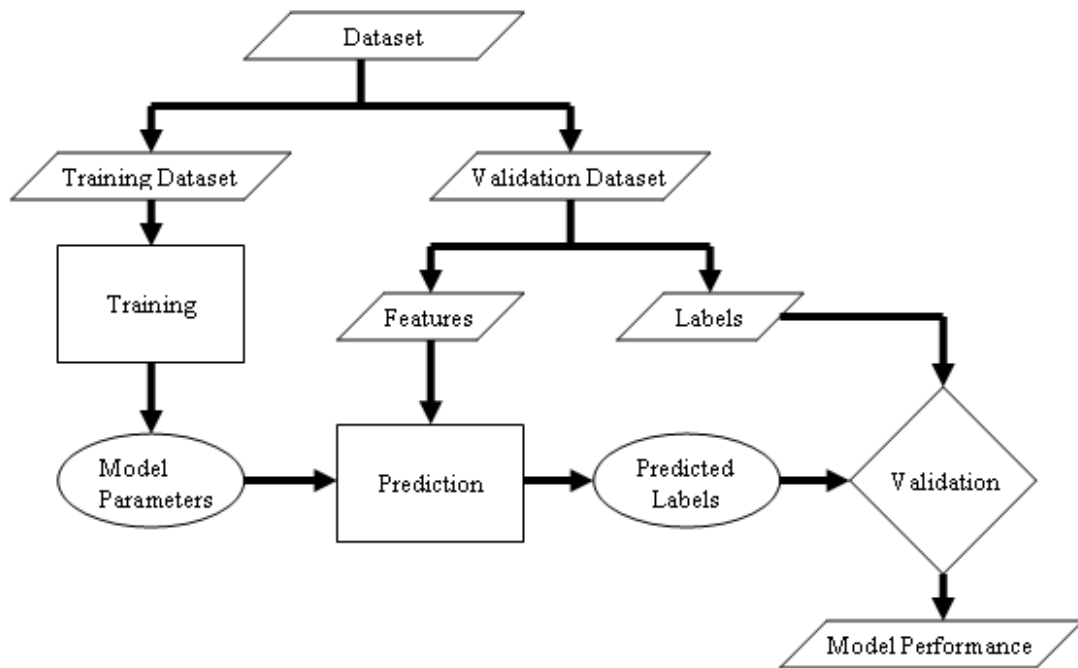 Dataset
Training Dataset
Validation Dataset
Training
Features
Labels
Model
Parameters
Prediction
Predicted
Labels
Validation
Model Performance